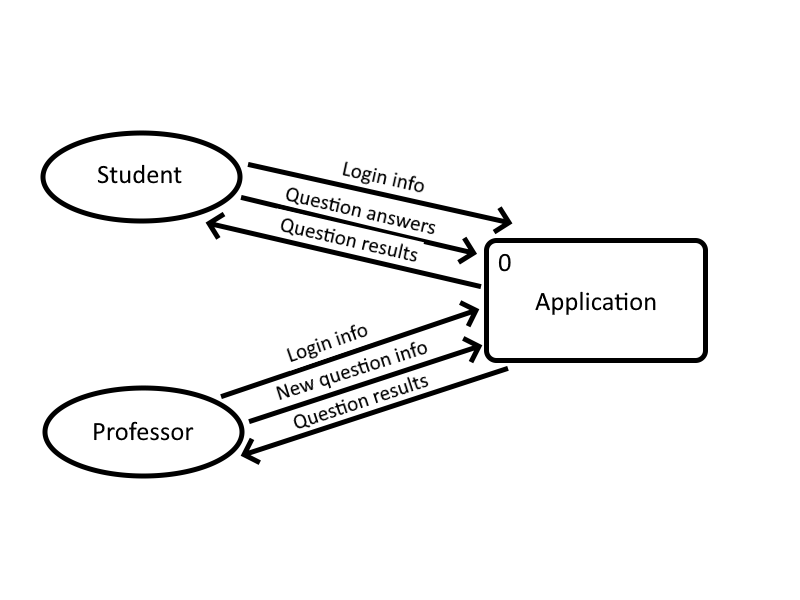 Student
Login info
Question answers
Question results
0
Application
Login info
New question info
Question results
Professor